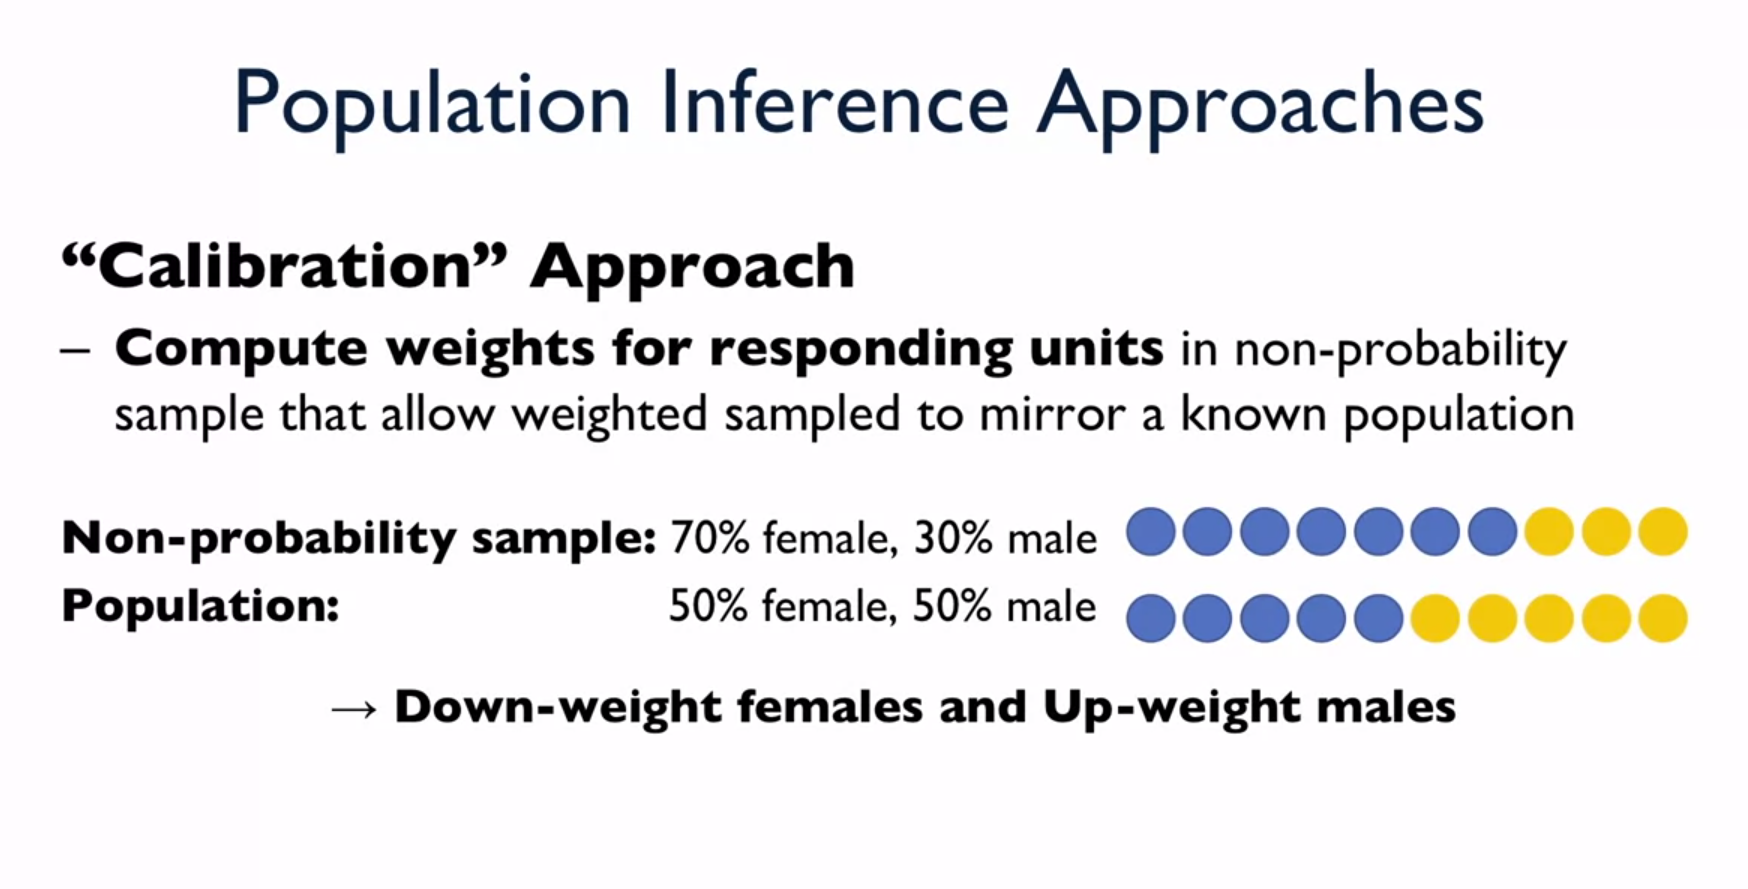 Population Inference Approaches
“Calibration” Approach
– Compute weights for responding units in non-probability
sample that allow weighted sampled to mirror a known population
Non-probability sample: 70% female, 30% male
Population: 50% female, 50% male
→ Down-weight females and Up-weight males